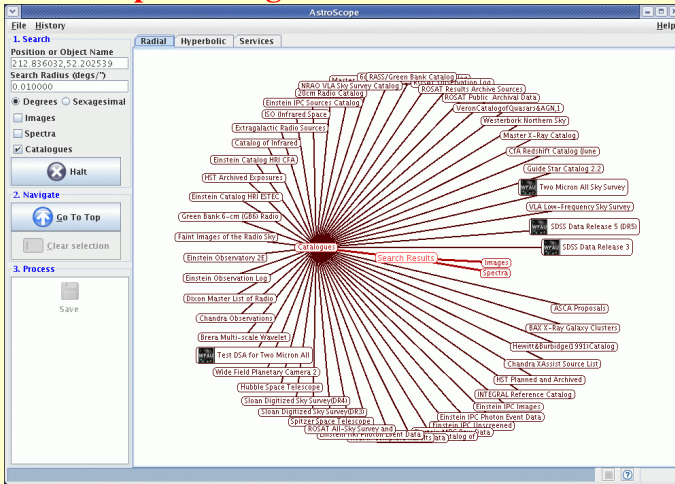 AstroScope
File History Help
1. Search
Position or Object Name
212.836032,52.202539
Search Radius (degs/")
0.010000
Degrees Sexagesimal
Images
Spectra
Catalogues
Halt
2. Navigate
Go To Top
Clear selection
3. Process
Save
Radial Hyperbolic Services
RASS/Green Bank Catalog
NRAO VLA Sky Survey Catalog
ROSAT Results Archive Sources
20cm Radio Catalog
ROSAT Public Archival Data
Einstein IPC Sources Catalog
VeronCatalogofQuasars&AGN,1
ISO (Infrared Space
Westerbork Northern Sky
Extragalactic Radio Sources
Master X-Ray Catalog
Catalog of Infrared
CfA Redshift Catalog (June
Einstein Catalog HRI CFA
Guide Star Catalog 2.2
HST Archived Exposures
WFAU Two Micron All Sky Survey
Einstein Catalog HRI ESTEC
VLA Low-Frequency Sky Survey
Green Bank 6-cm (GB6) Radio
WFAU SDSS Data Release 5 (DR5)
Faint Images of the Radio Sky
Catalogues
WFAU SDSS Data Release 3
Einstein Observatory 2E
Search Results
Images
Spectra
Einstein Observation Log
Dixon Master List of Radio
ASCA Proposals
Chandra Observations
BAX X-Ray Galaxy Clusters
Brera Multi-scale Wavelet
Hewitt&Burbidge(1991)Catalog
WFAU Test DSA for Two Micron All
Chandra XAssist Source List
Wide Field Planetary Camera 2
HST Planned and Archived
Hubble Space Telescope
INTEGRAL Reference Catalog
Sloan Digitized Sky Survey(DR4)
Einstein IPC Images
Sloan Digitized Sky Survey(DR3)
Einstein IPC Photon Event Data
Spitzer Space Telescope
Einstein IPC Unscreened
ROSAT All-Sky Survey and
Einstein HRI Photon Event Data